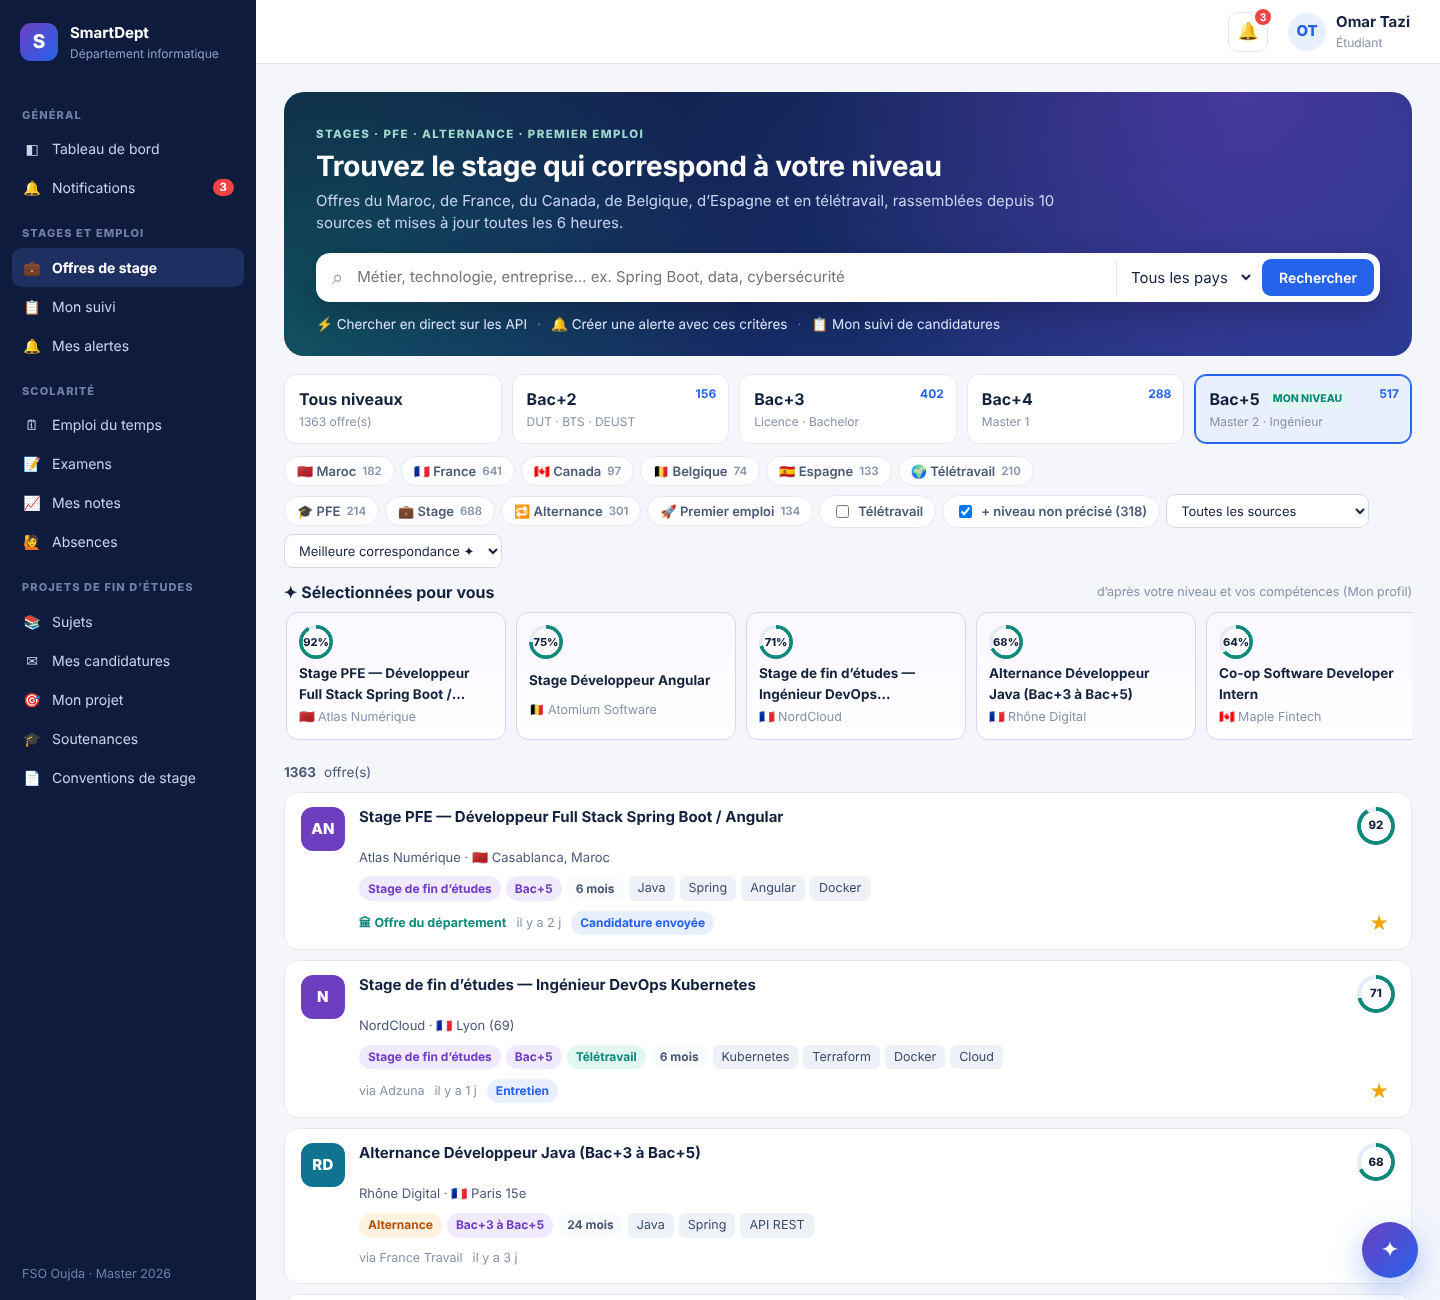 S
SmartDept
Département informatique
GÉNÉRAL
Tableau de bord
Notifications 3
STAGES ET EMPLOI
Offres de stage
Mon suivi
Mes alertes
SCOLARITÉ
Emploi du temps
Examens
Mes notes
Absences
PROJETS DE FIN D’ÉTUDES
Sujets
Mes candidatures
Mon projet
Soutenances
Conventions de stage
FSO Oujda · Master 2026
3
OT
Omar Tazi
Étudiant
STAGES · PFE · ALTERNANCE · PREMIER EMPLOI
Trouvez le stage qui correspond à votre niveau
Offres du Maroc, de France, du Canada, de Belgique, d’Espagne et en télétravail, rassemblées depuis 10
sources et mises à jour toutes les 6 heures.
Métier, technologie, entreprise… ex. Spring Boot, data, cybersécurité
Tous les pays
Rechercher
⚡ Chercher en direct sur les API · 🔔 Créer une alerte avec ces critères · 📋 Mon suivi de candidatures
Tous niveaux
1363 offre(s)
Bac+2 156
DUT · BTS · DEUST
Bac+3 402
Licence · Bachelor
Bac+4 288
Master 1
Bac+5 MON NIVEAU 517
Master 2 · Ingénieur
🇲🇦 Maroc 182 🇫🇷 France 641 🇨🇦 Canada 97 🇧🇪 Belgique 74 🇪🇸 Espagne 133 🌍 Télétravail 210
🎓 PFE 214 💼 Stage 688 🔁 Alternance 301 🚀 Premier emploi 134 Télétravail + niveau non précisé (318) Toutes les sources
Meilleure correspondance ✦
✦ Sélectionnées pour vous
d’après votre niveau et vos compétences (Mon profil)
92%
Stage PFE — Développeur
Full Stack Spring Boot /…
🇲🇦 Atlas Numérique
75%
Stage Développeur Angular
🇧🇪 Atomium Software
71%
Stage de fin d’études —
Ingénieur DevOps…
🇫🇷 NordCloud
68%
Alternance Développeur
Java (Bac+3 à Bac+5)
🇫🇷 Rhône Digital
64%
Co-op Software Developer
Intern
🇨🇦 Maple Fintech
1363 offre(s)
AN
Stage PFE — Développeur Full Stack Spring Boot / Angular
92
Atlas Numérique · 🇲🇦 Casablanca, Maroc
Stage de fin d’études Bac+5 6 mois Java Spring Angular Docker
🏛 Offre du département il y a 2 j Candidature envoyée ★
N
Stage de fin d’études — Ingénieur DevOps Kubernetes
71
NordCloud · 🇫🇷 Lyon (69)
Stage de fin d’études Bac+5 Télétravail 6 mois Kubernetes Terraform Docker Cloud
via Adzuna il y a 1 j Entretien ★
RD
Alternance Développeur Java (Bac+3 à Bac+5)
68
Rhône Digital · 🇫🇷 Paris 15e
Alternance Bac+3 à Bac+5 24 mois Java Spring API REST
via France Travail il y a 3 j